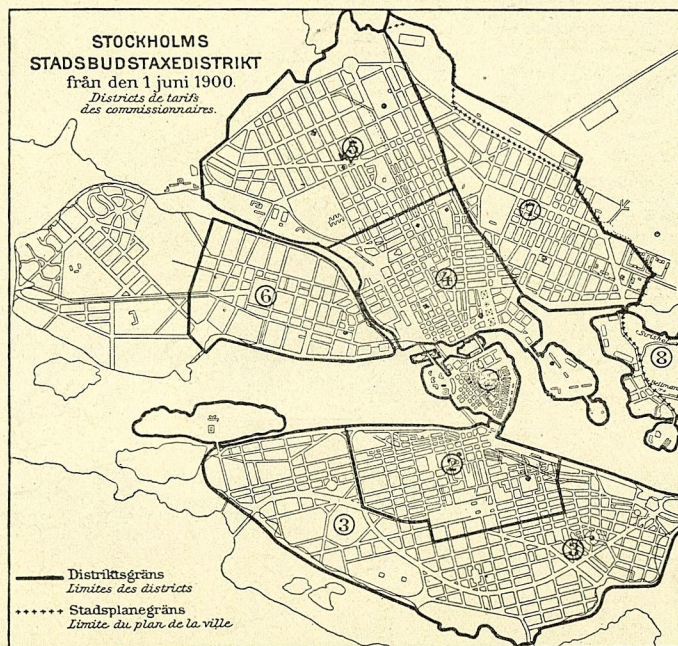 STOCKHOLMS
STADSBUDSTAXEDISTRIKT
från den 1 juni 1900.
Districts de tarifs
des commissionnaires.
5
7
4
6
8
2
3
3
Distriktsgräns
Limites des districts
Stadsplanegräns
Limite du plan de la ville